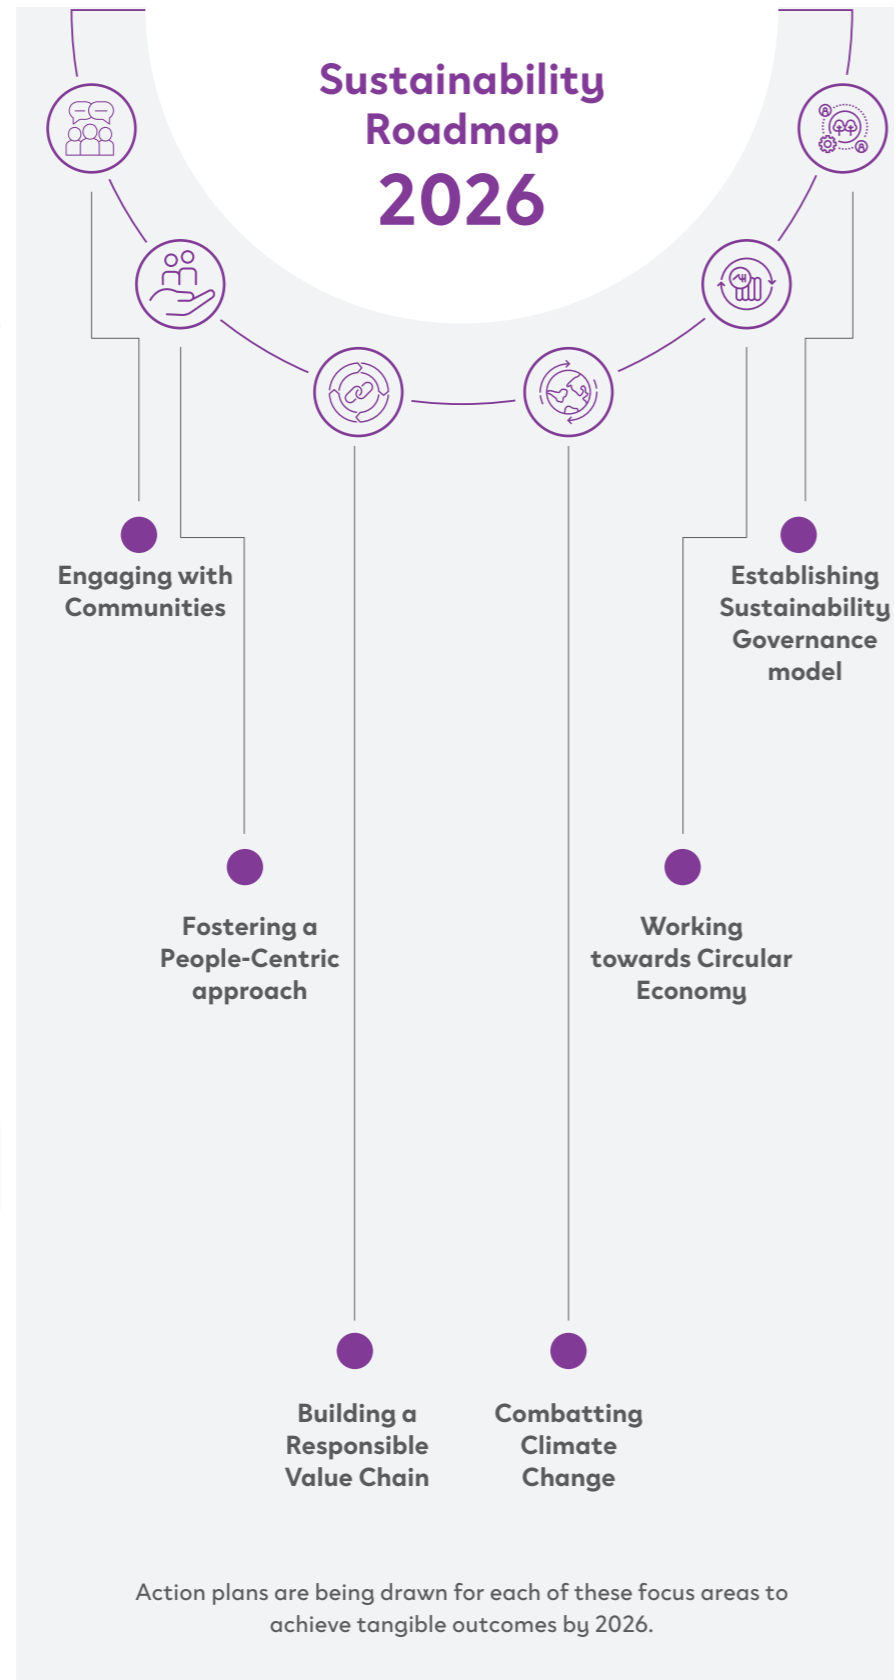 Sustainability
Roadmap
2026
Engaging with
Communities
Establishing
Sustainability
Governance
model
Fostering a
People-Centric
approach
Working
towards Circular
Economy
Building a
Responsible
Value Chain
Combatting
Climate
Change
Action plans are being drawn for each of these focus areas to
achieve tangible outcomes by 2026.